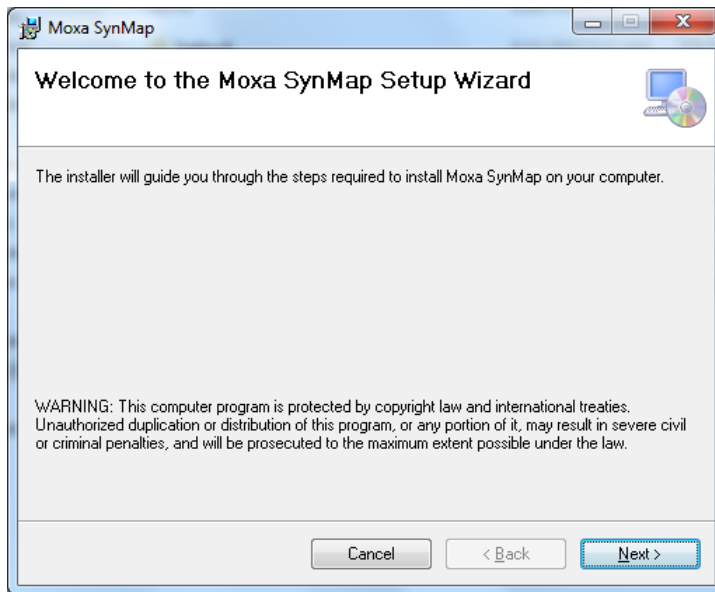 Moxa SynMap
Welcome to the Moxa SynMap Setup Wizard
The installer will guide you through the steps required to install Moxa SynMap on your computer.
WARNING: This computer program is protected by copyright law and international treaties.
Unauthorized duplication or distribution of this program, or any portion of it, may result in severe civil
or criminal penalties, and will be prosecuted to the maximum extent possible under the law.
Cancel
< Back
Next >